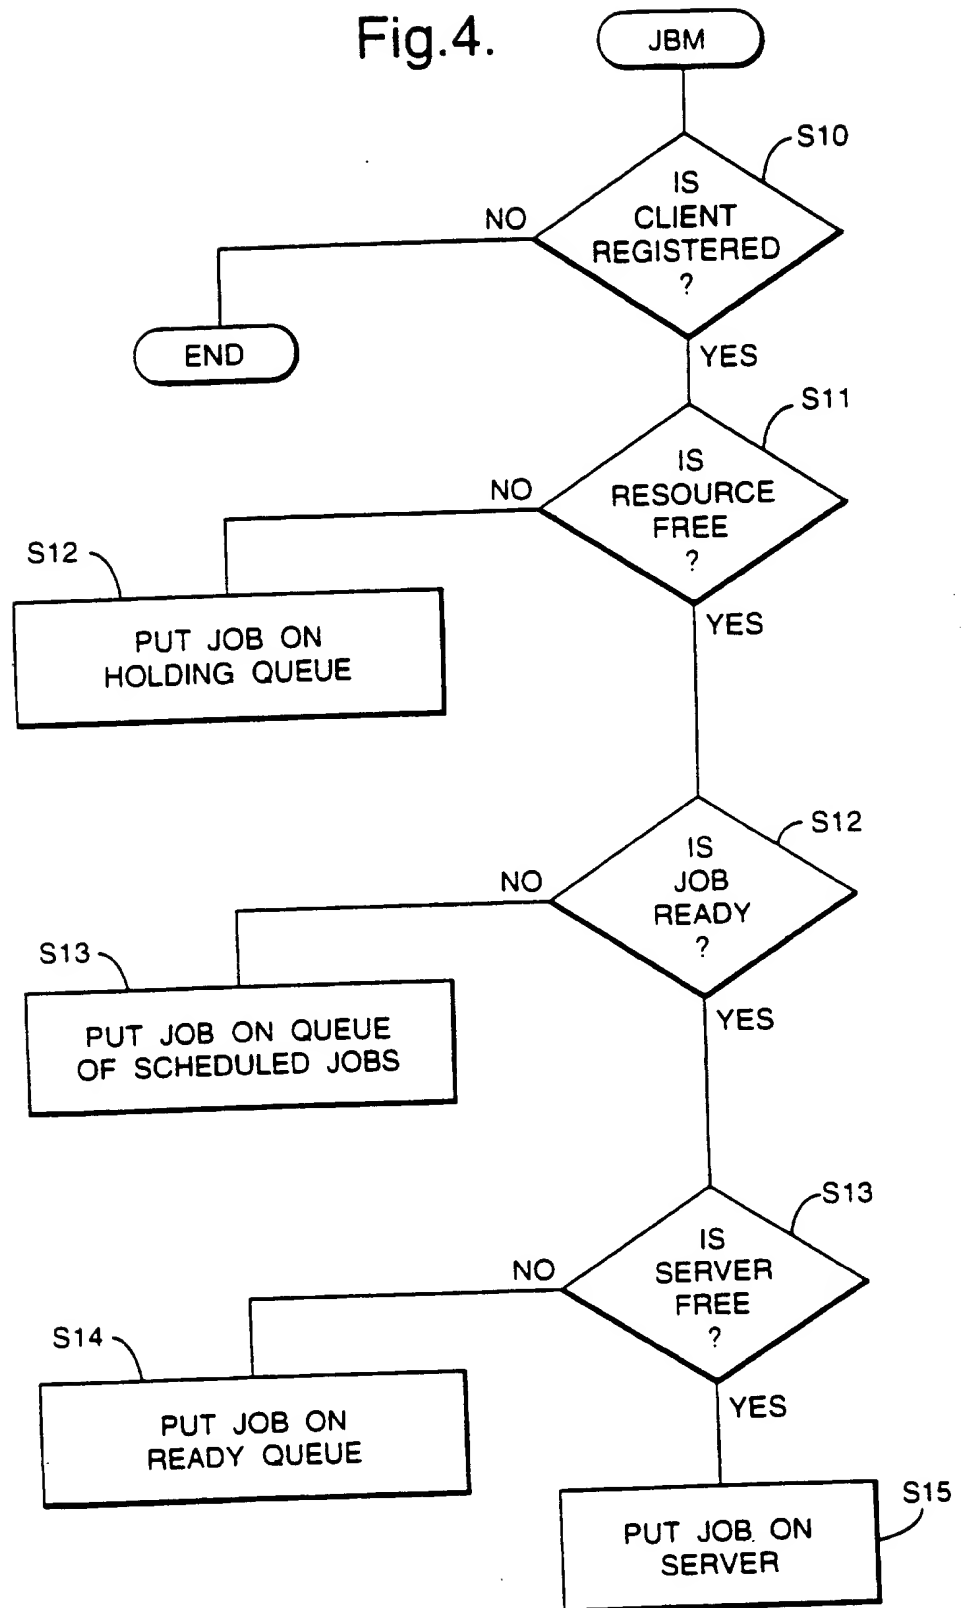 Fig.4.
JBM
S10
IS
CLIENT
REGISTERED
?
NO
YES
END
S11
IS
RESOURCE
FREE
?
NO
YES
S12
PUT JOB ON
HOLDING QUEUE
S12
IS
JOB
READY
?
NO
YES
S13
PUT JOB ON QUEUE
OF SCHEDULED JOBS
S13
IS
SERVER
FREE
?
NO
YES
S14
PUT JOB ON
READY QUEUE
S15
PUT JOB ON
SERVER